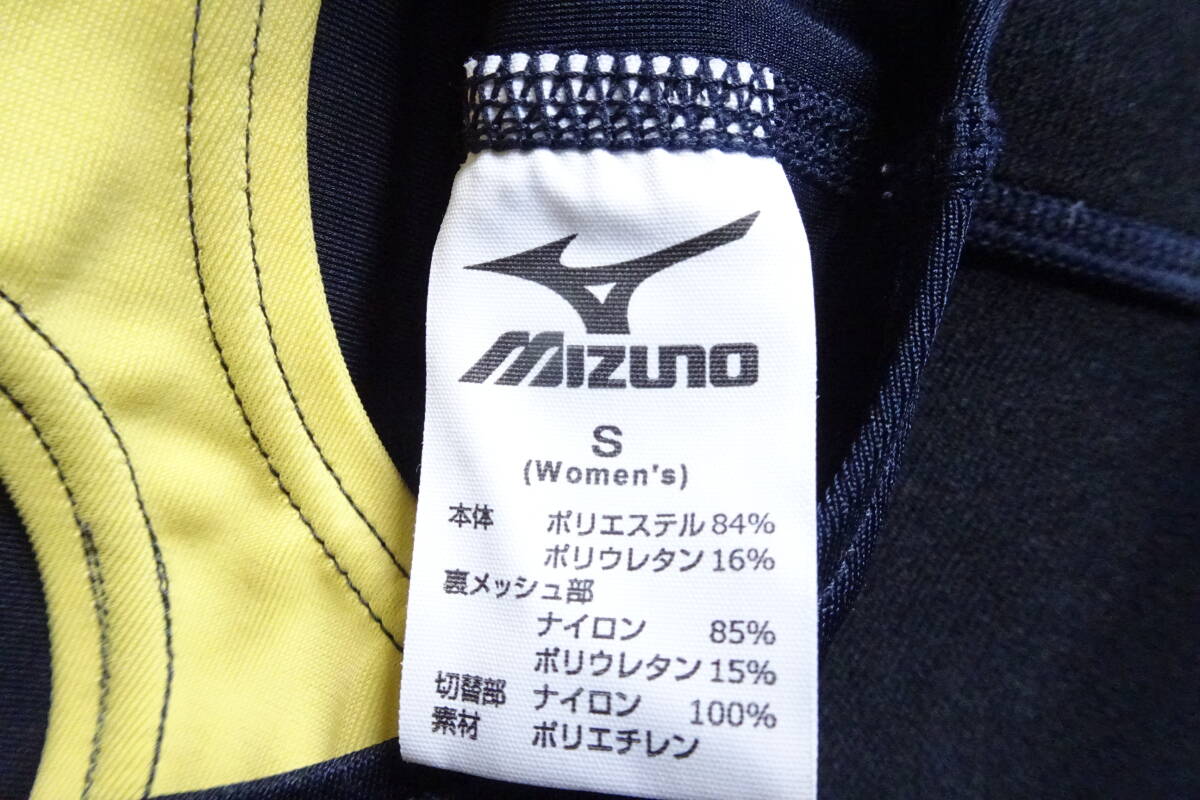 MIZUNO
S
(Women's)
本体 ポリエステル 84%
ポリウレタン 16%
裏メッシュ部
ナイロン 85%
ポリウレタン 15%
切替部 ナイロン 100%
素材 ポリエチレン